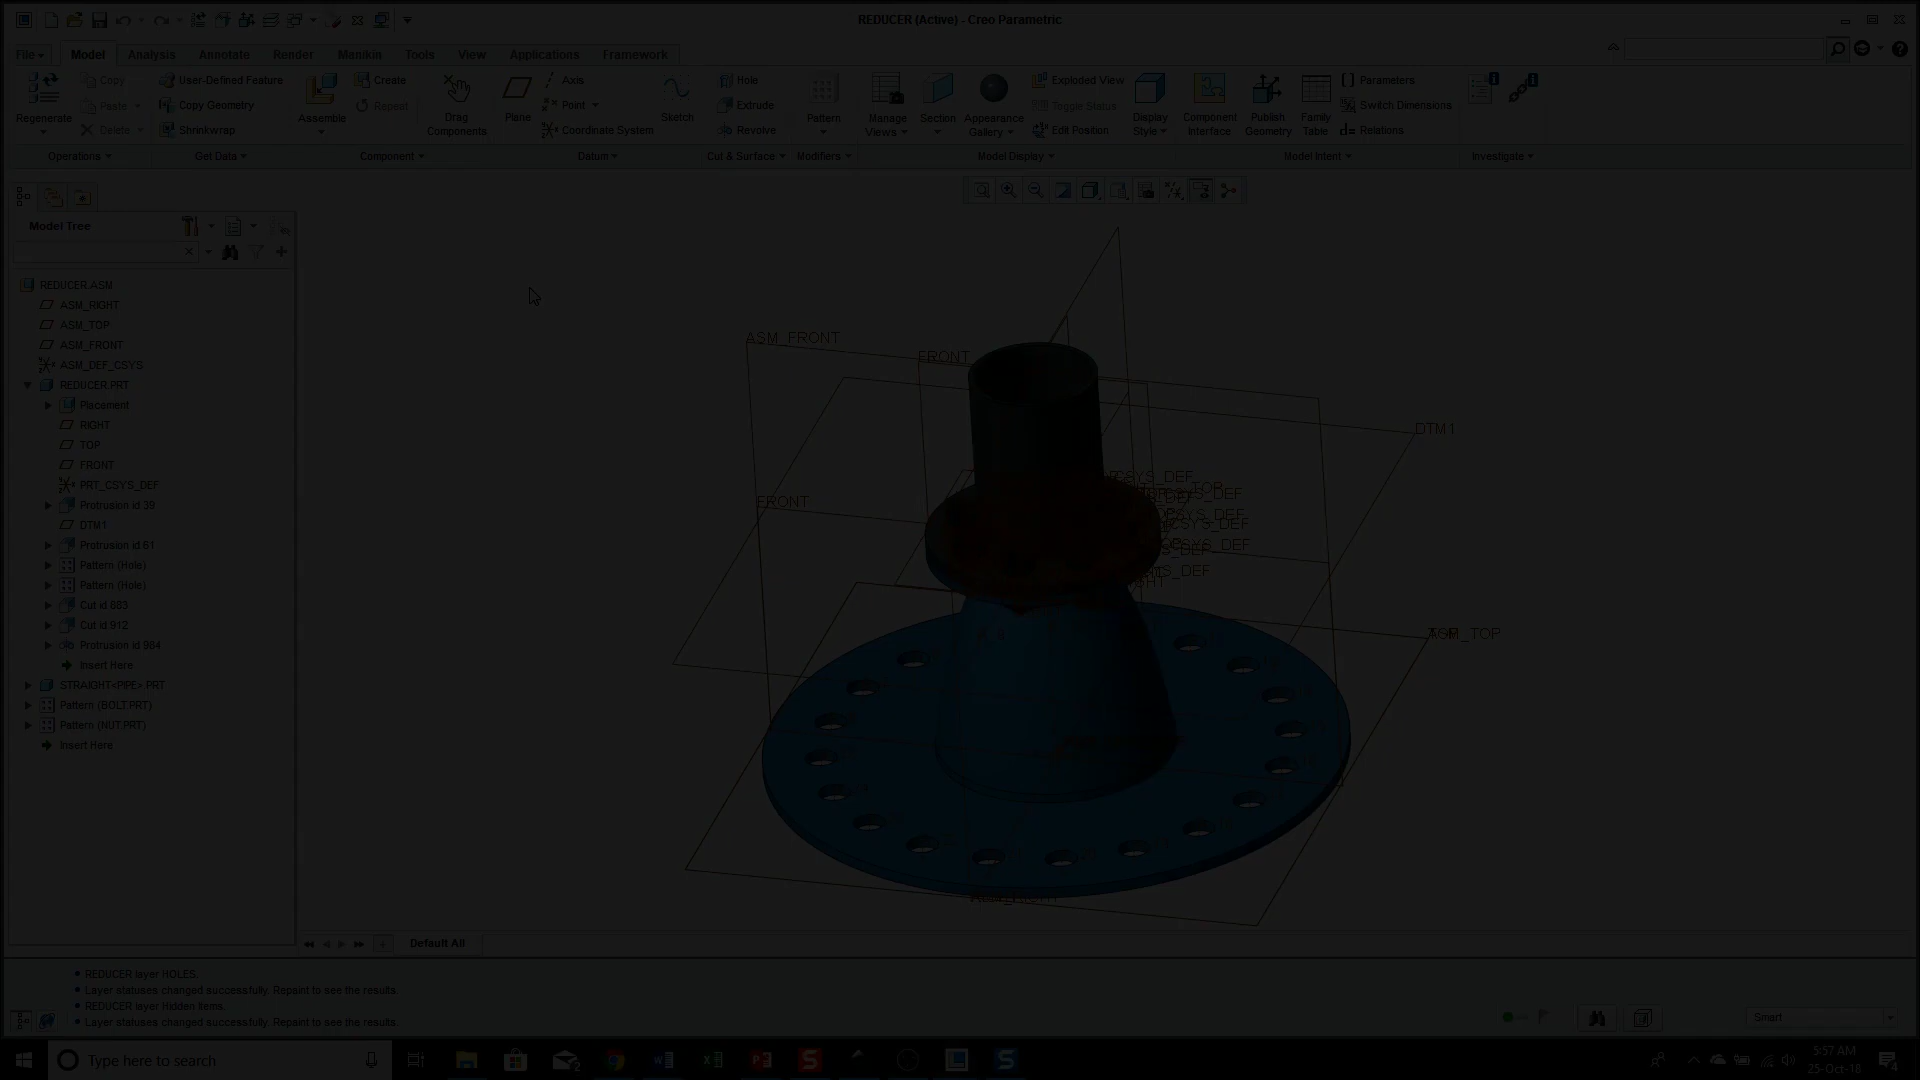 REDUCER (Active) - Creo Parametric
File
Model
Analysis
Annotate
Render
Manikin
Tools
View
Applications
Framework
Regenerate
Copy
Paste
Delete
Operations
User-Defined Feature
Copy Geometry
Shrinkwrap
Get Data
Assemble
Create
Repeat
Drag
Components
Component
Plane
Axis
Point
Coordinate System
Sketch
Datum
Hole
Extrude
Revolve
Cut & Surface
Pattern
Modifiers
Manage
Views
Section
Appearance
Gallery
Exploded View
Toggle Status
Edit Position
Display
Style
Model Display
Component
Interface
Publish
Geometry
Family
Table
Parameters
Switch Dimensions
Relations
Model Intent
Investigate
Model Tree
REDUCER.ASM
ASM_RIGHT
ASM_TOP
ASM_FRONT
ASM_DEF_CSYS
REDUCER.PRT
Placement
RIGHT
TOP
FRONT
PRT_CSYS_DEF
Protrusion id 39
DTM1
Protrusion id 61
Pattern (Hole)
Pattern (Hole)
Cut id 883
Cut id 912
Protrusion id 964
Insert Here
STRAIGHT<PIPE>.PRT
Pattern (BOLT.PRT)
Pattern (NUT.PRT)
Insert Here
ASM_FRONT
FRONT
DTM1
FRONT
ASM_TOP
Default All
REDUCER layer HOLES.
Layer statuses changed successfully. Repaint to see the results.
REDUCER layer Hidden Items.
Layer statuses changed successfully. Repaint to see the results.
Smart
Type here to search
5:57 AM
25-Oct-18